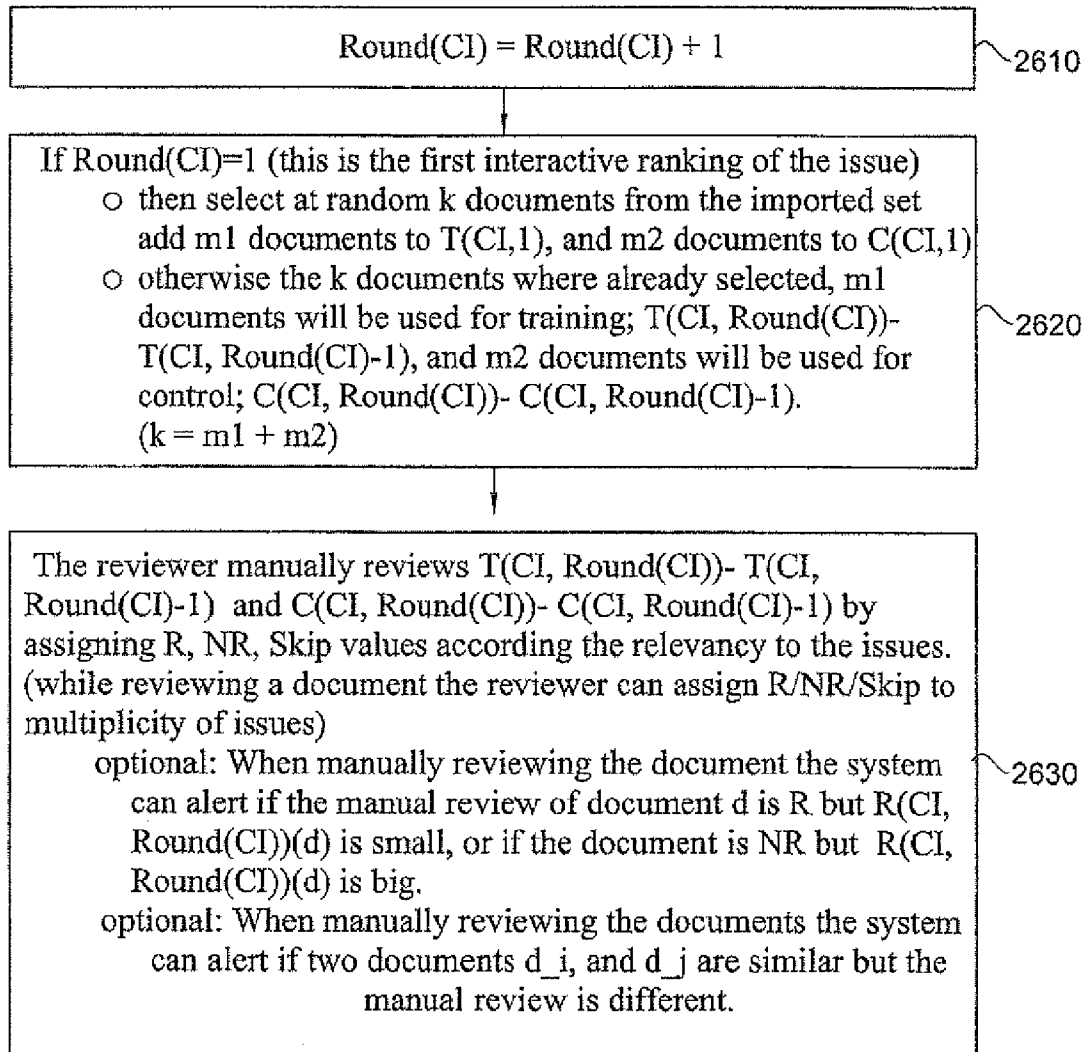 Round(CI) = Round(CI) + 1
2610
If Round(CI)=1 (this is the first interactive ranking of the issue)
○ then select at random k documents from the imported set
add m1 documents to T(CI,1), and m2 documents to C(CI,1)
○ otherwise the k documents where already selected, m1
documents will be used for training; T(CI, Round(CI))-
T(CI, Round(CI)-1), and m2 documents will be used for
control; C(CI, Round(CI))- C(CI, Round(CI)-1).
(k = m1 + m2)
2620
The reviewer manually reviews T(CI, Round(CI))- T(CI,
Round(CI)-1) and C(CI, Round(CI))- C(CI, Round(CI)-1) by
assigning R, NR, Skip values according the relevancy to the issues.
(while reviewing a document the reviewer can assign R/NR/Skip to
multiplicity of issues)
optional: When manually reviewing the document the system
can alert if the manual review of document d is R but R(CI,
Round(CI))(d) is small, or if the document is NR but R(CI,
Round(CI))(d) is big.
optional: When manually reviewing the documents the system
can alert if two documents d_i, and d_j are similar but the
manual review is different.
2630